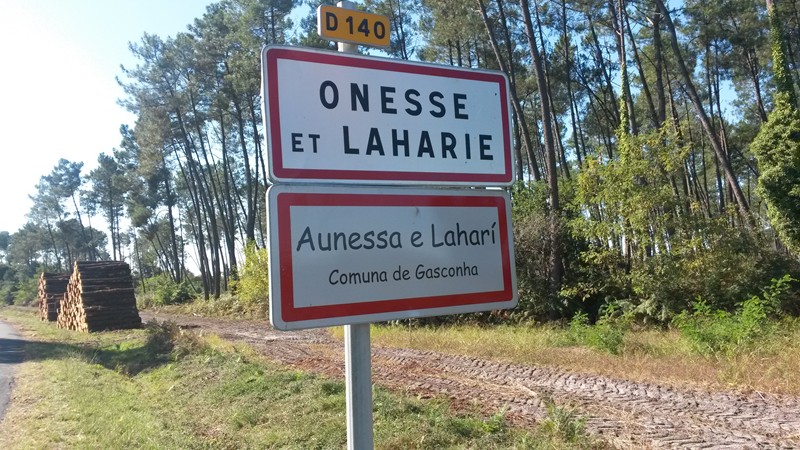 D 140
ONESSE
ET LAHARIE
Aunessa e Laharí
Comuna de Gasconha